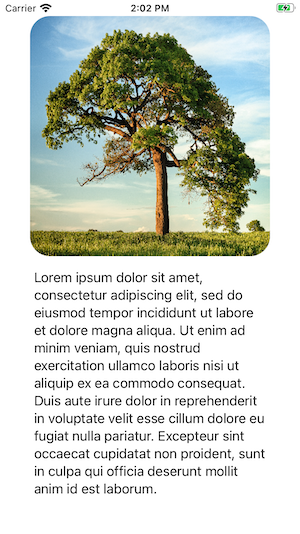 Carrier 2:02 PM
Lorem ipsum dolor sit amet,
consectetur adipiscing elit, sed do
eiusmod tempor incididunt ut labore
et dolore magna aliqua. Ut enim ad
minim veniam, quis nostrud
exercitation ullamco laboris nisi ut
aliquip ex ea commodo consequat.
Duis aute irure dolor in reprehenderit
in voluptate velit esse cillum dolore eu
fugiat nulla pariatur. Excepteur sint
occaecat cupidatat non proident, sunt
in culpa qui officia deserunt mollit
anim id est laborum.